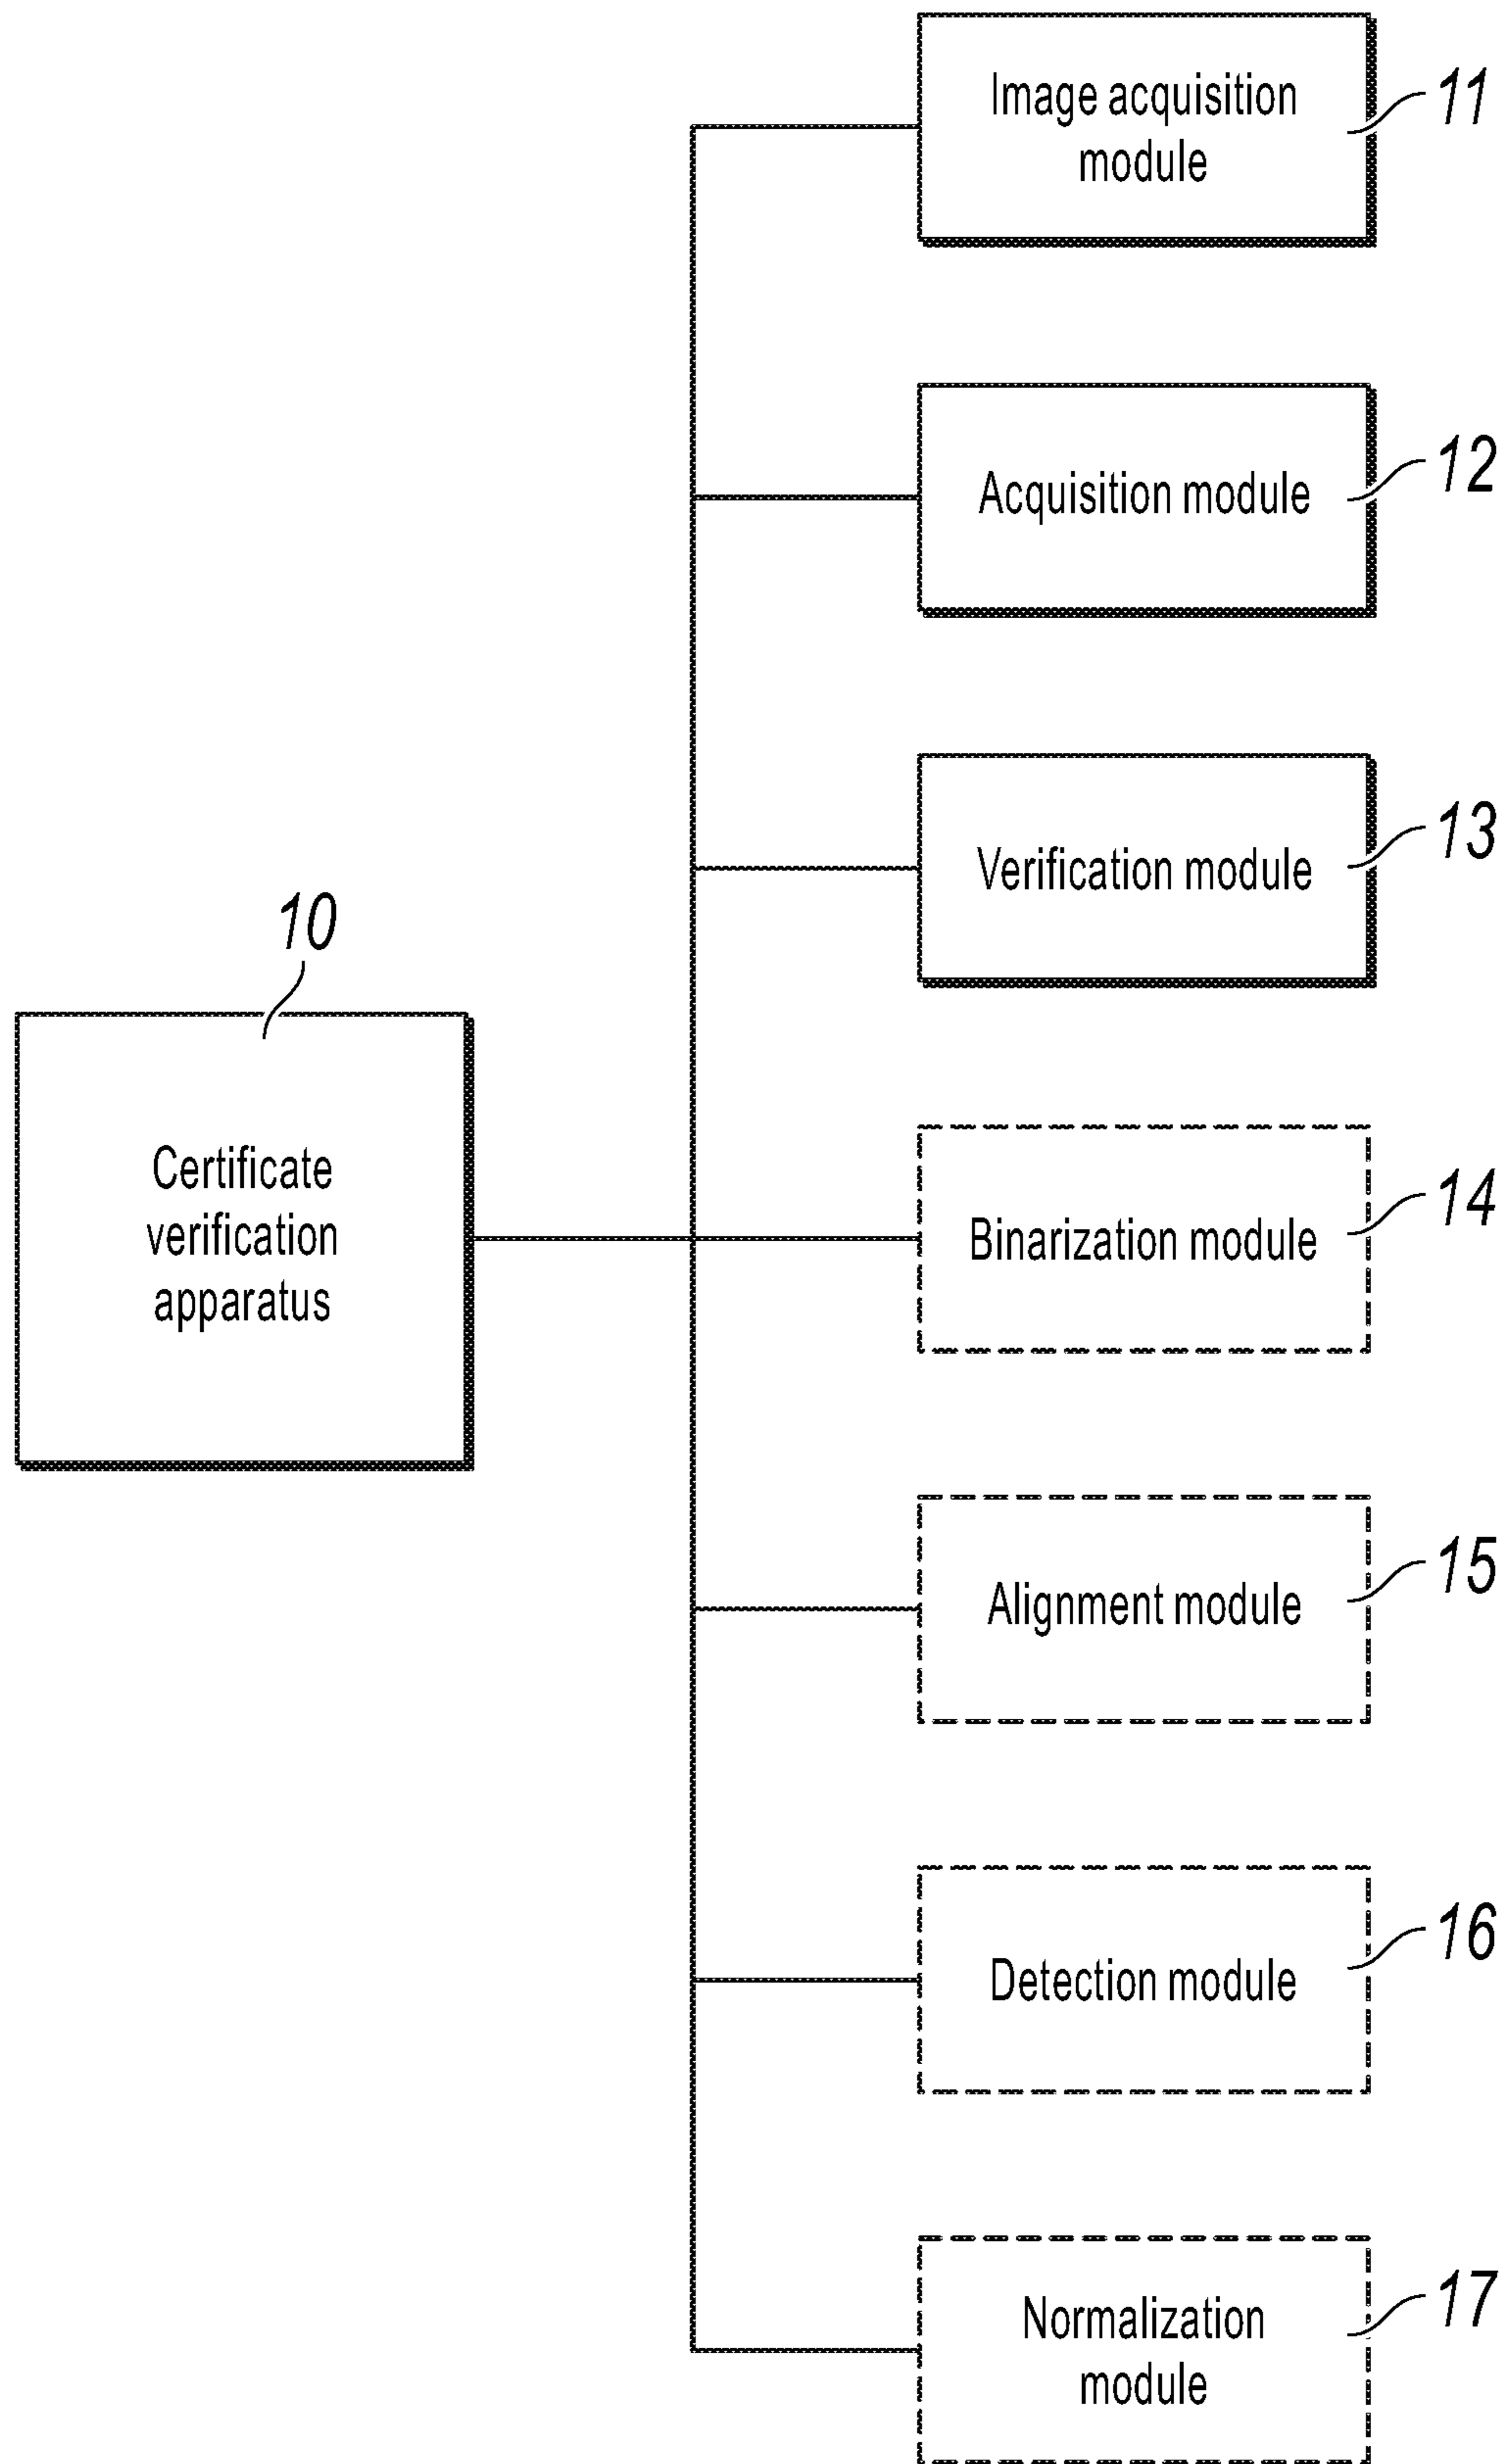 Image acquisition
module
11
Acquisition module
12
Verification module
13
10
Certificate
verification
apparatus
Binarization module
14
Alignment module
15
Detection module
16
Normalization
module
17